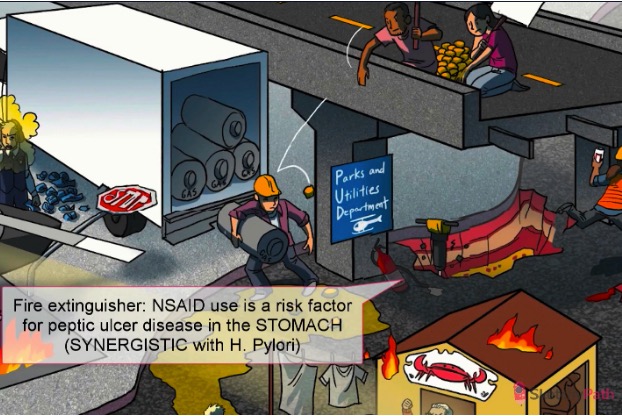 GAS
GAS
GAS
STOP
Parks and
Utilities
Department
Fire extinguisher: NSAID use is a risk factor
for peptic ulcer disease in the STOMACH
(SYNERGISTIC with H. Pylori)
Path